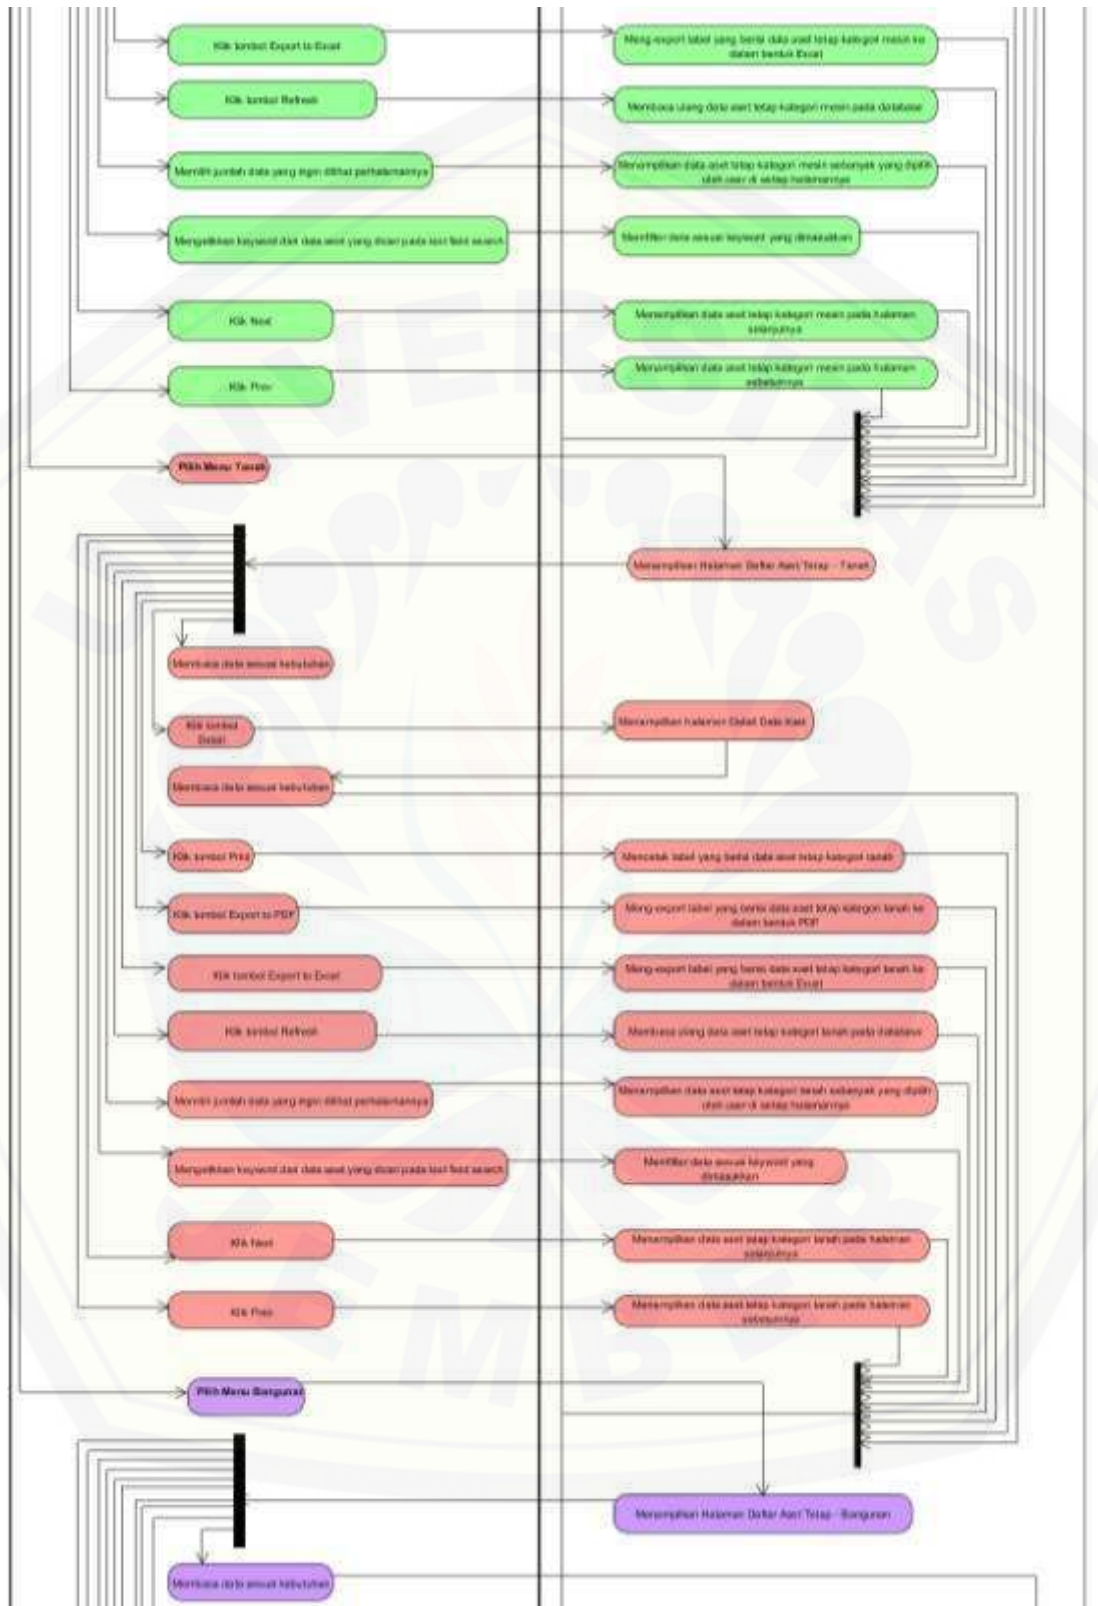 Klik tombol Export to Excel
Meng-export tabel yang berisi data aset tetap kategori mesin ke
dalam bentuk Excel
Klik tombol Refresh
Membaca ulang data aset tetap kategori mesin pada database
Memilih jumlah data yang ingin dilihat perhalamannya
Menampilkan data aset tetap kategori mesin sebanyak yang dipilih
oleh user di setiap halamannya
Mengetikkan keyword dari data aset yang dicari pada text field search
Memfilter data sesuai keyword yang dimasukkan
Klik Next
Menampilkan data aset tetap kategori mesin pada halaman
selanjutnya
Klik Prev
Menampilkan data aset tetap kategori mesin pada halaman
sebelumnya
Pilih Menu Tanah
Menampilkan Halaman Daftar Aset Tetap - Tanah
Membaca data sesuai kebutuhan
Klik tombol
Detail
Menampilkan halaman Detail Data Aset
Membaca data sesuai kebutuhan
Klik tombol Print
Mencetak tabel yang berisi data aset tetap kategori tanah
Klik tombol Export to PDF
Meng-export tabel yang berisi data aset tetap kategori tanah ke
dalam bentuk PDF
Klik tombol Export to Excel
Meng-export tabel yang berisi data aset tetap kategori tanah ke
dalam bentuk Excel
Klik tombol Refresh
Membaca ulang data aset tetap kategori tanah pada database
Memilih jumlah data yang ingin dilihat perhalamannya
Menampilkan data aset tetap kategori tanah sebanyak yang dipilih
oleh user di setiap halamannya
Mengetikkan keyword dari data aset yang dicari pada text field search
Memfilter data sesuai keyword yang
dimasukkan
Klik Next
Menampilkan data aset tetap kategori tanah pada halaman
selanjutnya
Klik Prev
Menampilkan data aset tetap kategori tanah pada halaman
sebelumnya
Pilih Menu Bangunan
Menampilkan Halaman Daftar Aset Tetap - Bangunan
Membaca data sesuai kebutuhan
UNIVERSITAS
JEMBER